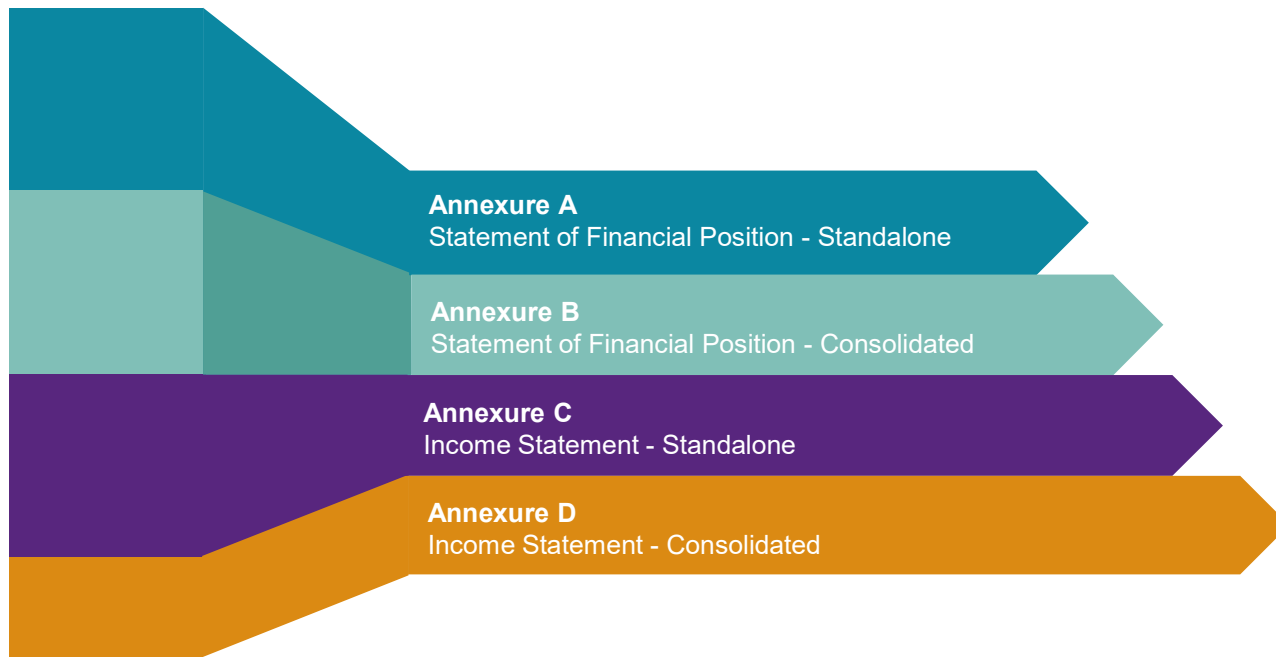 Annexure A
Statement of Financial Position - Standalone
Annexure B
Statement of Financial Position - Consolidated
Annexure C
Income Statement - Standalone
Annexure D
Income Statement - Consolidated